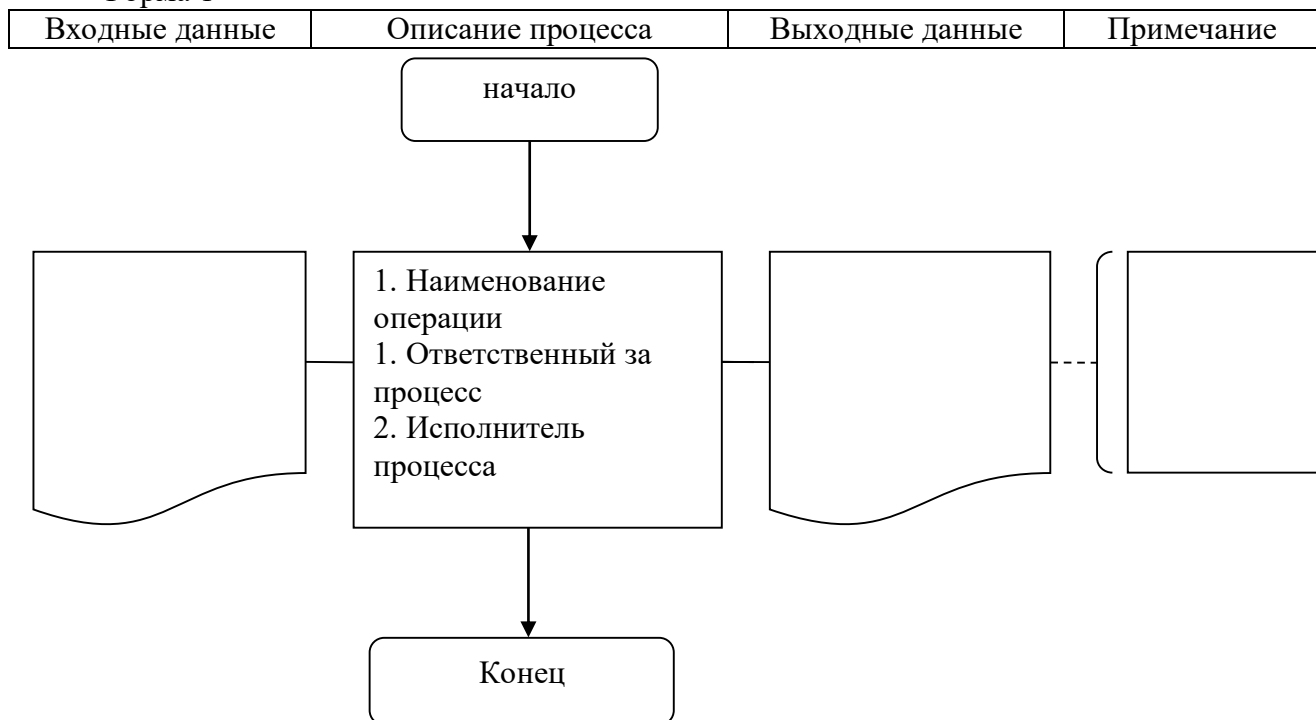 Входные данные Описание процесса Выходные данные Примечание
начало
1. Наименование
операции
1. Ответственный за
процесс
2. Исполнитель
процесса
Конец